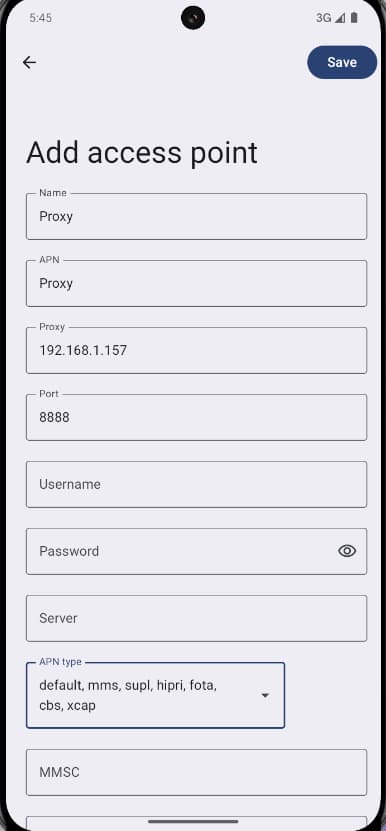 5:45
3G
Save
Add access point
Name
Proxy
APN
Proxy
Proxy
192.168.1.157
Port
8888
Username
Password
Server
APN type
default, mms, supl, hipri, fota,
cbs, xcap
MMSC